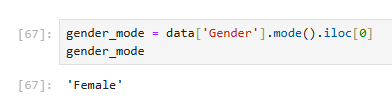 [67]: gender_mode = data['Gender'].mode().iloc[0]
gender_mode
[67]: 'Female'